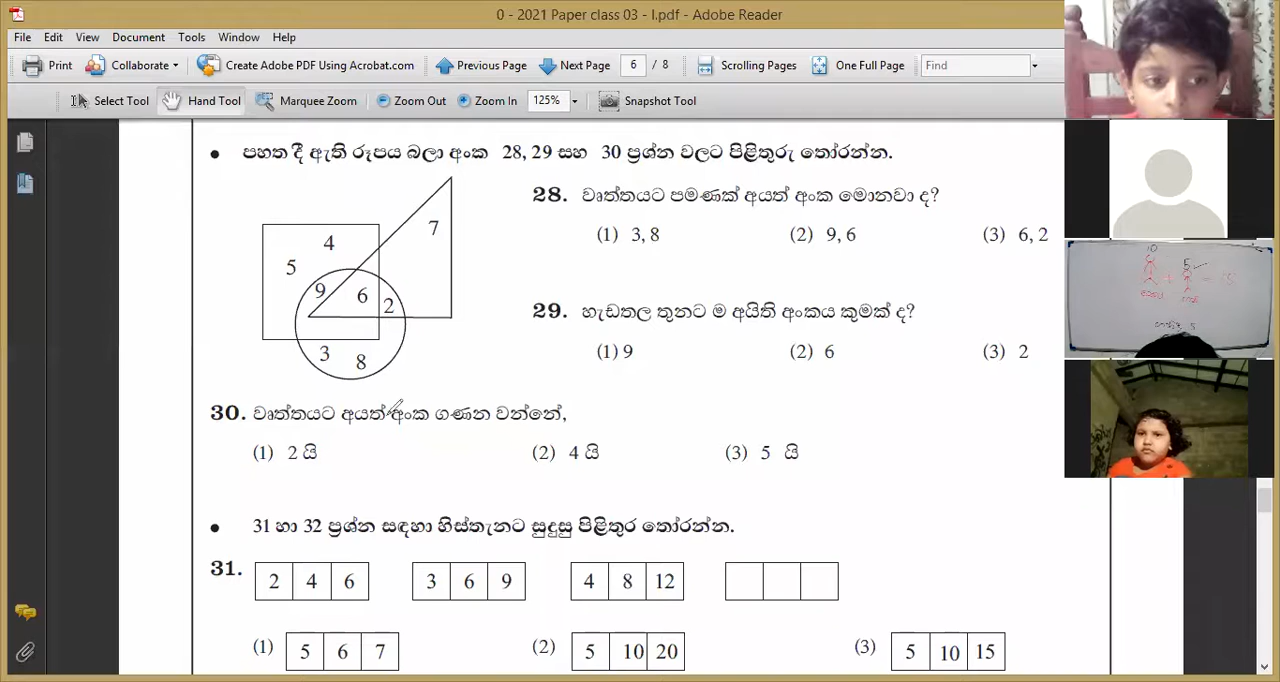 0 - 2021 Paper class 03 - I.pdf - Adobe Reader
File Edit View Document Tools Window Help
Print Collaborate Create Adobe PDF Using Acrobat.com Previous Page Next Page 6 / 8 Scrolling Pages One Full Page Find
Select Tool Hand Tool Marquee Zoom Zoom Out Zoom In 125% Snapshot Tool
• පහත දී ඇති රූපය බලා අංක 28, 29 සහ 30 ප්‍රශ්න වලට පිළිතුරු තෝරන්න.
4
5
7
9
6
2
3
8
28. වෘත්තයට පමණක් අයත් අංක මොනවා ද?
(1) 3, 8 (2) 9, 6 (3) 6, 2
29. හැඩතල තුනට ම අයිති අංකය කුමක් ද?
(1) 9 (2) 6 (3) 2
30. වෘත්තයට අයත් අංක ගණන වන්නේ,
(1) 2 යි (2) 4 යි (3) 5 යි
• 31 හා 32 ප්‍රශ්න සඳහා හිස්තැනට සුදුසු පිළිතුර තෝරන්න.
31. 2 4 6 3 6 9 4 8 12
(1) 5 6 7 (2) 5 10 20 (3) 5 10 15
10
5